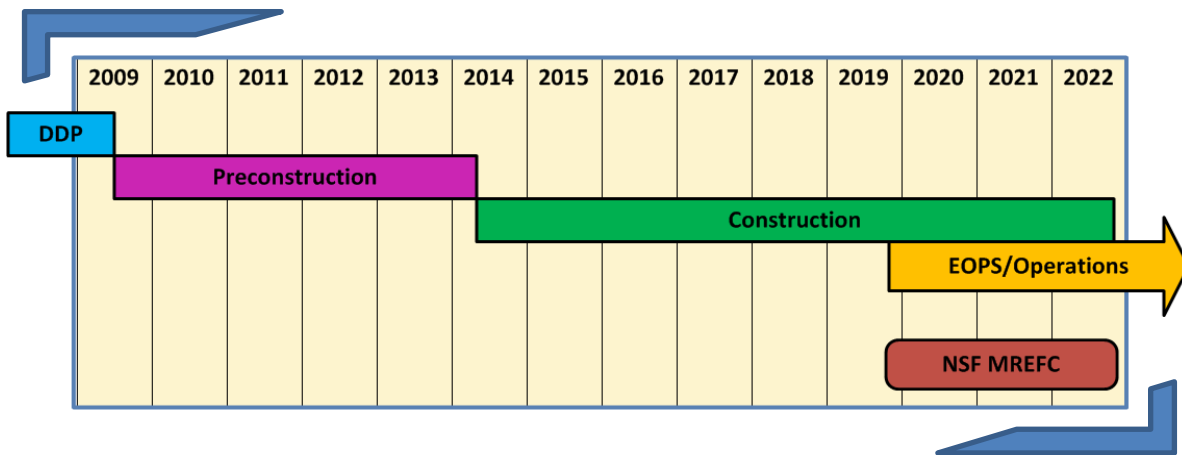 2009 2010 2011 2012 2013 2014 2015 2016 2017 2018 2019 2020 2021 2022
DDP
Preconstruction
Construction
EOPS/Operations
NSF MREFC